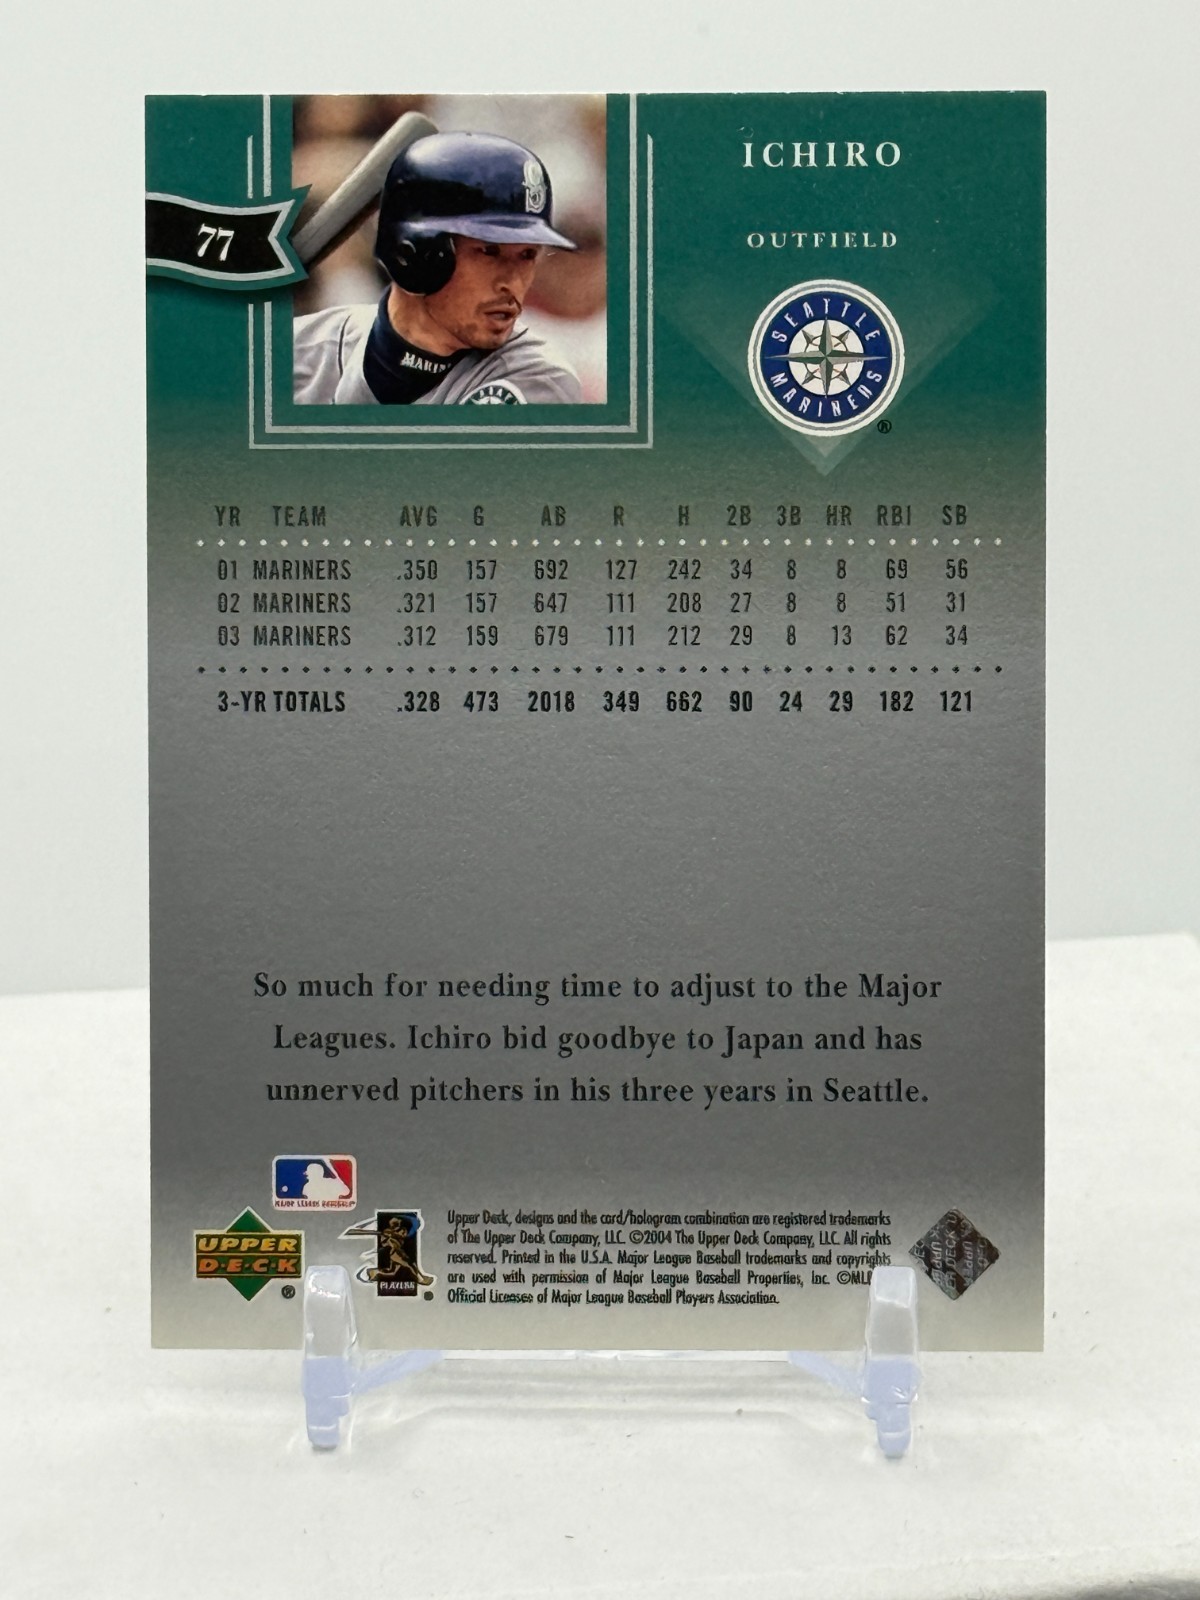 77
ICHIRO
OUTFIELD
SEATTLE
MARINERS
®
YR TEAM AVG G AB R H 2B 3B HR RBI SB
01 MARINERS .350 157 692 127 242 34 8 8 69 56
02 MARINERS .321 157 647 111 208 27 8 8 51 31
03 MARINERS .312 159 679 111 212 29 8 13 62 34
3-YR TOTALS .328 473 2018 349 662 90 24 29 182 121
So much for needing time to adjust to the Major
Leagues. Ichiro bid goodbye to Japan and has
unnerved pitchers in his three years in Seattle.
MAJOR LEAGUE BASEBALL
UPPER
D·E·C·K
®
PLAYERS
Upper Deck, designs and the card/hologram combination are registered trademarks
of The Upper Deck Company, LLC. ©2004 The Upper Deck Company, LLC. All rights
reserved. Printed in the U.S.A. Major League Baseball trademarks and copyrights
are used with permission of Major League Baseball Properties, Inc. ©MLB
Official Licensee of Major League Baseball Players Association.